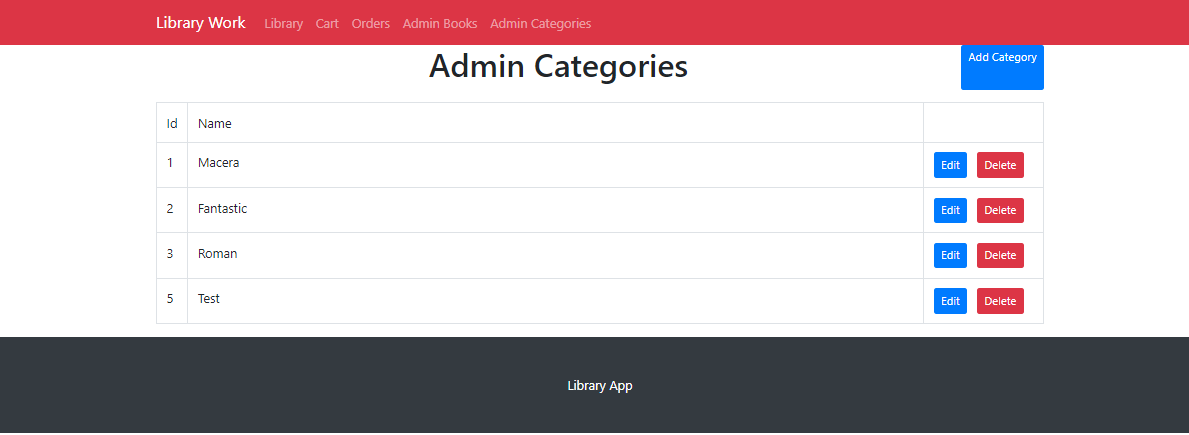 Library Work Library Cart Orders Admin Books Admin Categories
Admin Categories Add Category
Id Name
1 Macera Edit Delete
2 Fantastic Edit Delete
3 Roman Edit Delete
5 Test Edit Delete
Library App